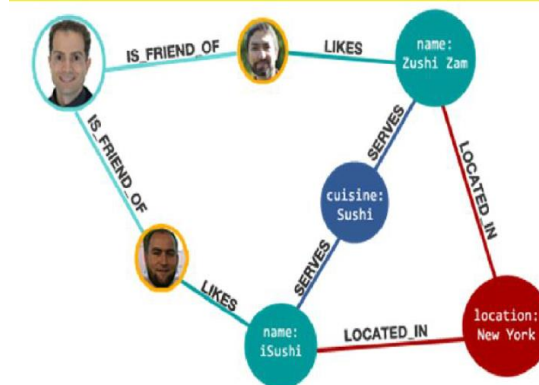 IS_FRIEND_OF
LIKES
name:
Zushi Zam
IS_FRIEND_OF
SERVES
LOCATED_IN
cuisine:
Sushi
LIKES
SERVES
name:
iSushi
LOCATED_IN
location:
New York